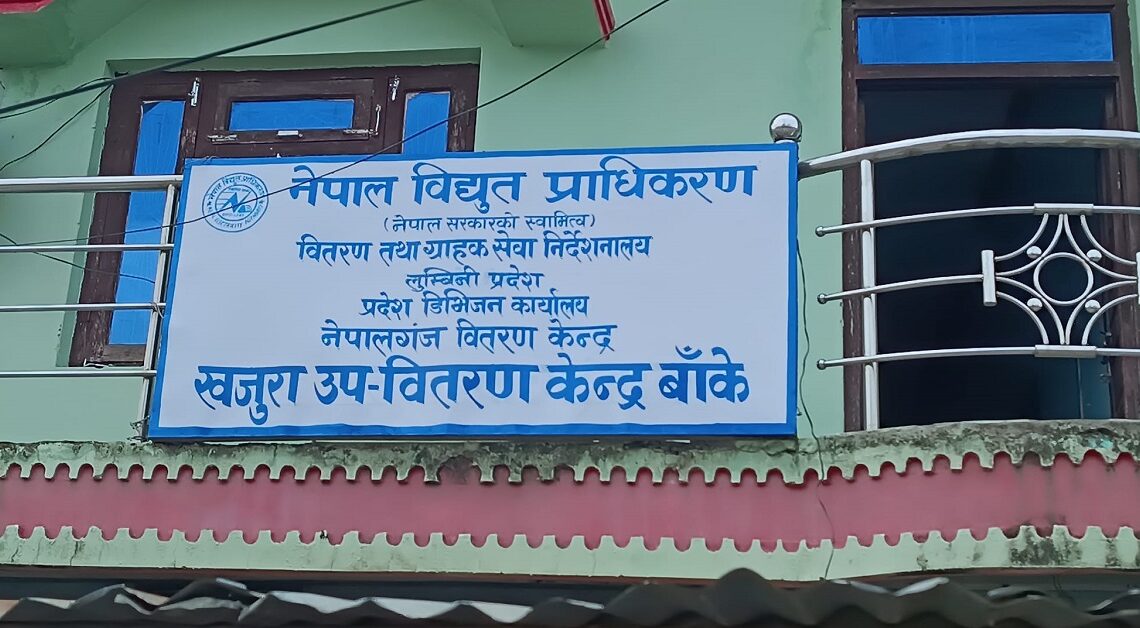 नेपाल विद्युत प्राधिकरण
(नेपाल सरकारको स्वामित्व)
वितरण तथा ग्राहक सेवा निर्देशनालय
लुम्बिनी प्रदेश
प्रदेश डिभिजन कार्यालय
नेपालगंज वितरण केन्द्र
खजुरा उप-वितरण केन्द्र बाँके